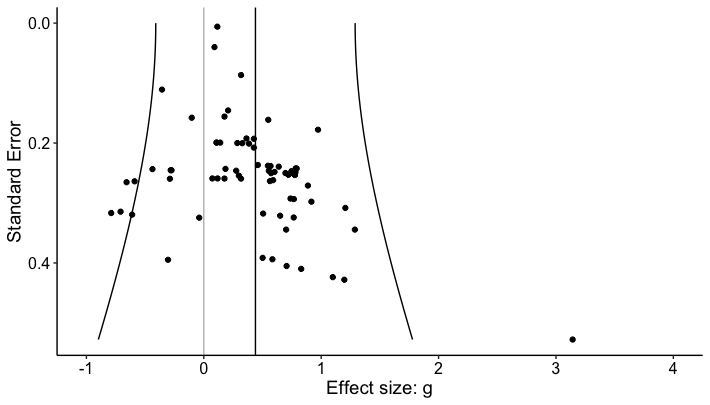 0.0
0.2
0.4
Standard Error
-1 0 1 2 3 4
Effect size: g